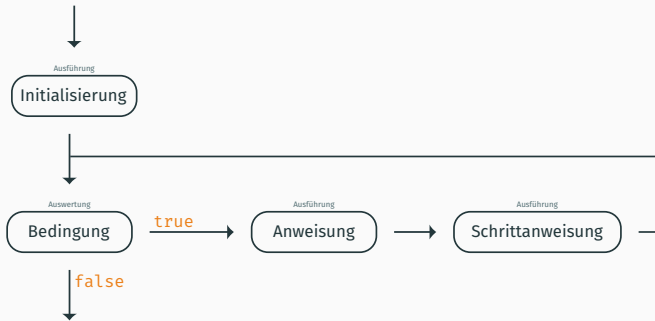 Ausführung
Initialisierung
Auswertung
Bedingung
true
Ausführung
Anweisung
Ausführung
Schrittanweisung
false